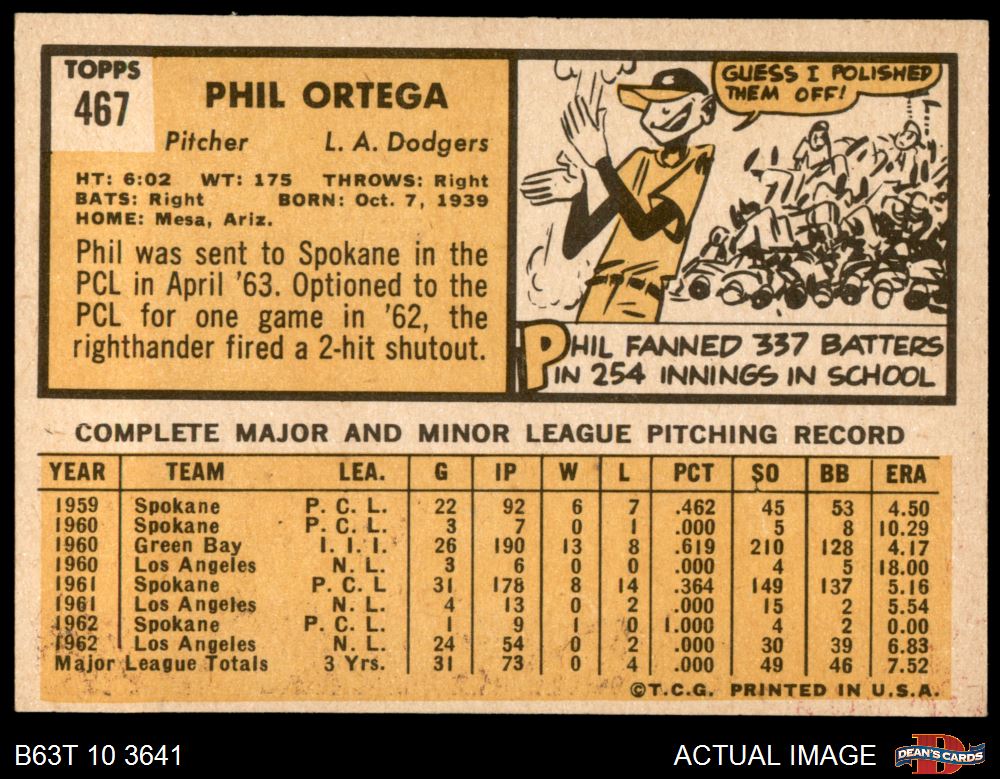 TOPPS
467
PHIL ORTEGA
Pitcher L. A. Dodgers
HT: 6:02 WT: 175 THROWS: Right
BATS: Right BORN: Oct. 7, 1939
HOME: Mesa, Ariz.
Phil was sent to Spokane in the
PCL in April '63. Optioned to the
PCL for one game in '62, the
righthander fired a 2-hit shutout.
GUESS I POLISHED
THEM OFF!
PHIL FANNED 337 BATTERS
IN 254 INNINGS IN SCHOOL
COMPLETE MAJOR AND MINOR LEAGUE PITCHING RECORD
YEAR TEAM LEA. G IP W L PCT SO BB ERA
1959 Spokane P. C. L. 22 92 6 7 .462 45 53 4.50
1960 Spokane P. C. L. 3 7 0 1 .000 5 8 10.29
1960 Green Bay I. I. I. 26 190 13 8 .619 210 128 4.17
1960 Los Angeles N. L. 3 6 0 0 .000 4 5 18.00
1961 Spokane P. C. L 31 178 8 14 .364 149 137 5.16
1961 Los Angeles N. L. 4 13 0 2 .000 15 2 5.54
1962 Spokane P. C. L. 1 9 1 0 1.000 4 2 0.00
1962 Los Angeles N. L. 24 54 0 2 .000 30 39 6.83
Major League Totals 3 Yrs. 31 73 0 4 .000 49 46 7.52
©T.C.G. PRINTED IN U.S.A.
B63T 10 3641 ACTUAL IMAGE DEAN'S CARDS